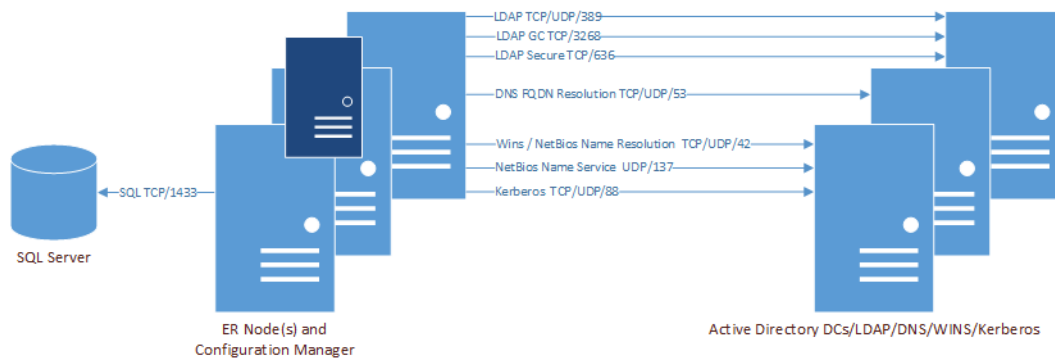 LDAP TCP/UDP/389
LDAP GC TCP/3268
LDAP Secure TCP/636
DNS FQDN Resolution TCP/UDP/53
Wins / NetBios Name Resolution TCP/UDP/42
NetBios Name Service UDP/137
Kerberos TCP/UDP/88
SQL TCP/1433
SQL Server
ER Node(s) and
Configuration Manager
Active Directory DCs/LDAP/DNS/WINS/Kerberos